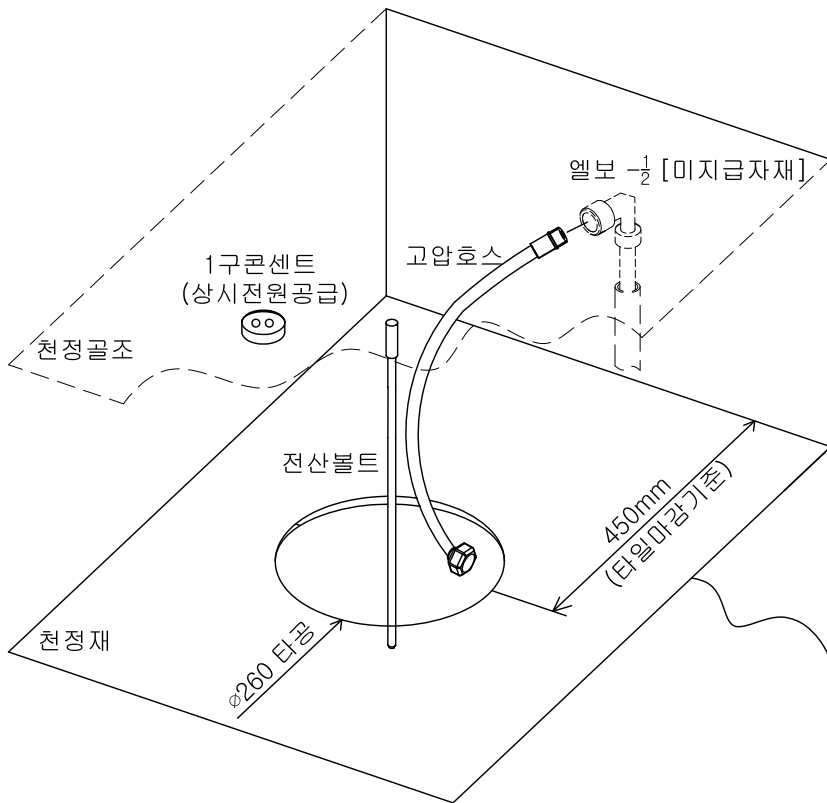 엘보 -1/2 [미지급자재]
고압호스
1구콘센트
(상시전원공급)
천정골조
전산볼트
450mm
(타일마감기준)
천정재
⌀260 타공